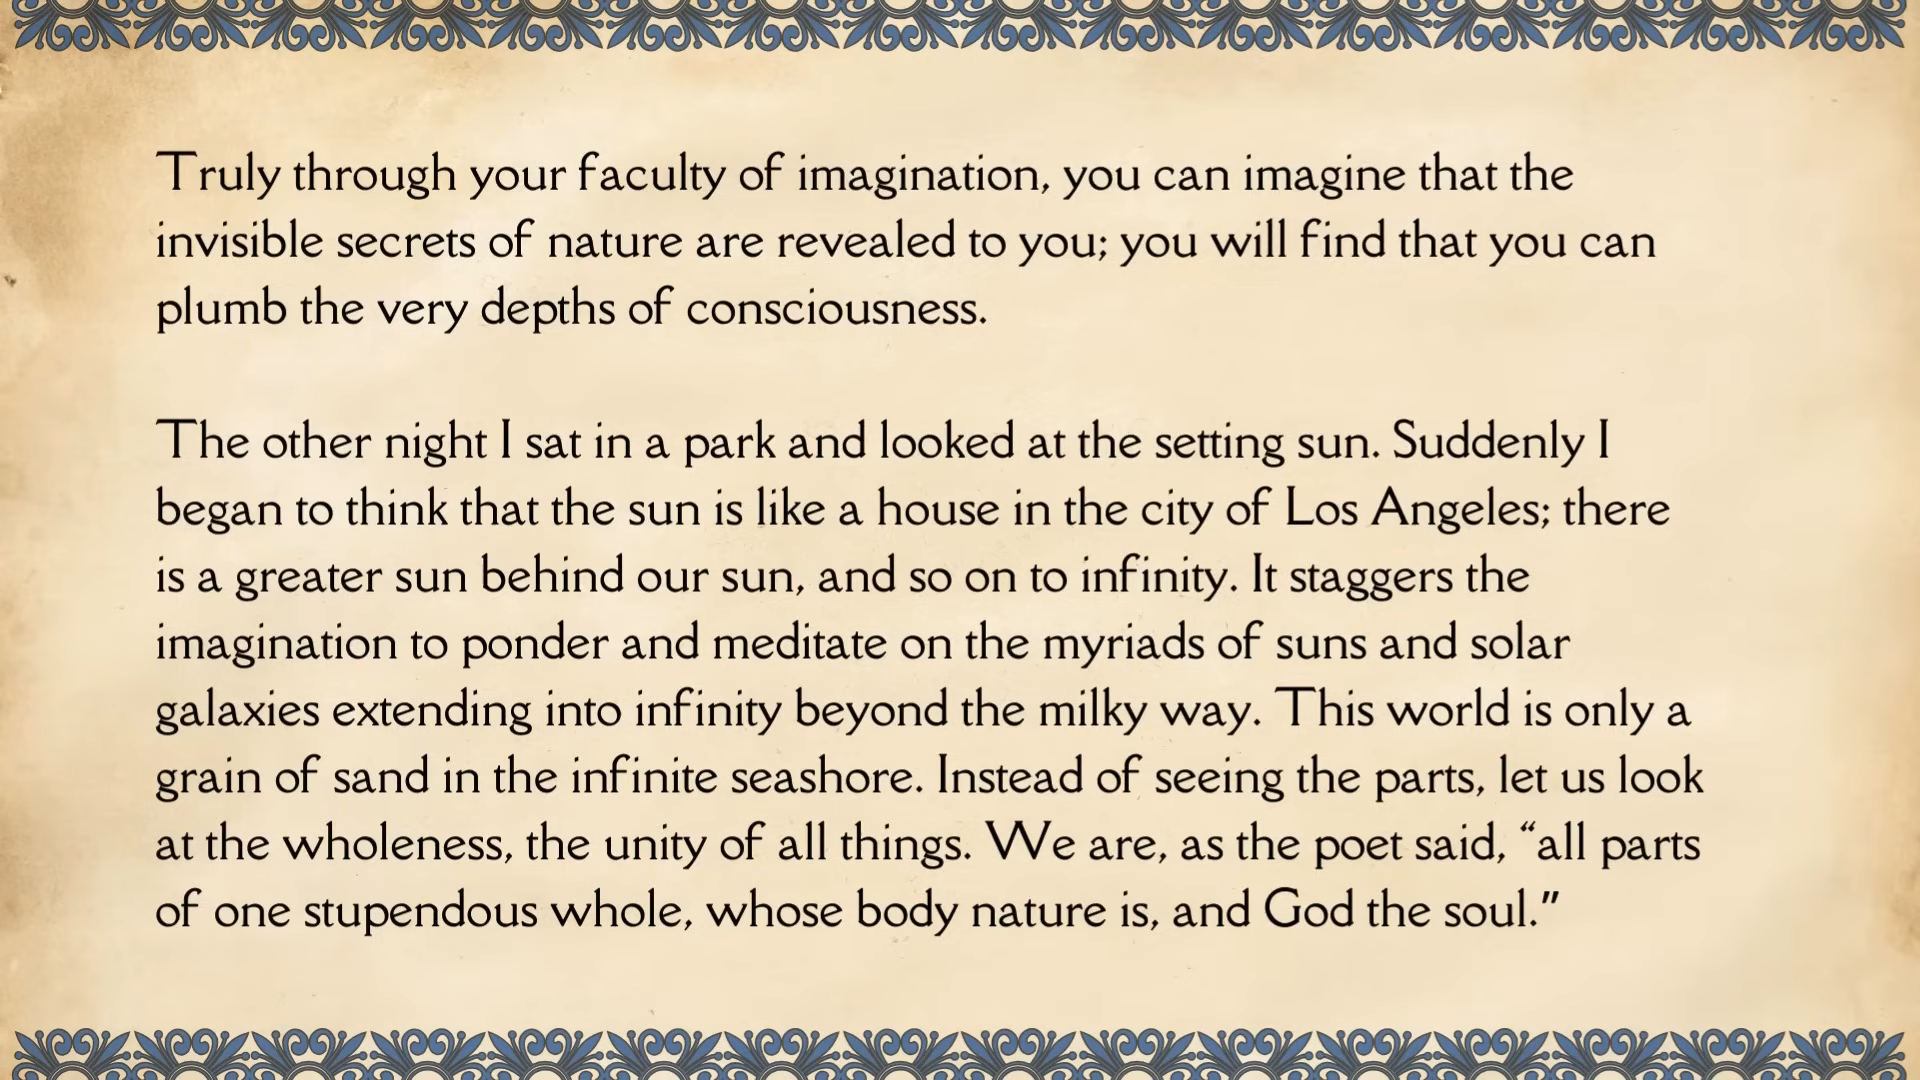 Truly through your faculty of imagination, you can imagine that the
invisible secrets of nature are revealed to you; you will find that you can
plumb the very depths of consciousness.
The other night I sat in a park and looked at the setting sun. Suddenly I
began to think that the sun is like a house in the city of Los Angeles; there
is a greater sun behind our sun, and so on to infinity. It staggers the
imagination to ponder and meditate on the myriads of suns and solar
galaxies extending into infinity beyond the milky way. This world is only a
grain of sand in the infinite seashore. Instead of seeing the parts, let us look
at the wholeness, the unity of all things. We are, as the poet said, “all parts
of one stupendous whole, whose body nature is, and God the soul.”